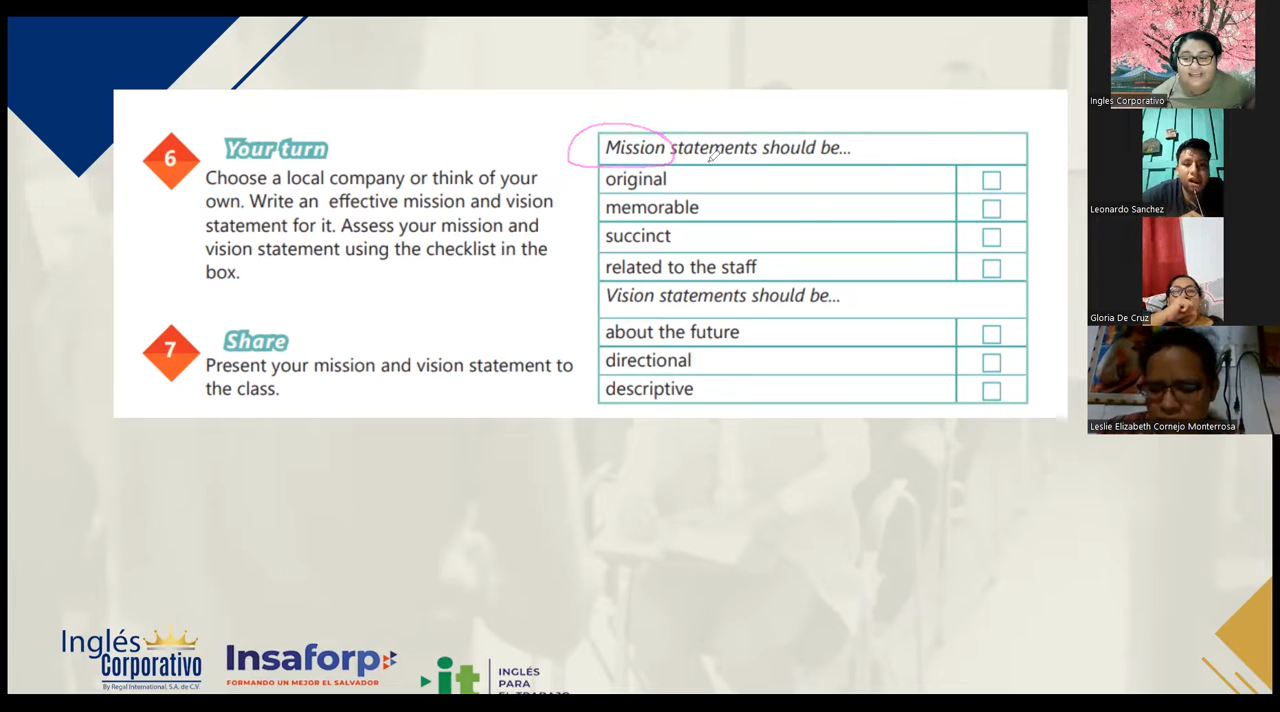 6
Your turn
Choose a local company or think of your
own. Write an effective mission and vision
statement for it. Assess your mission and
vision statement using the checklist in the
box.
7
Share
Present your mission and vision statement to
the class.
Mission statements should be...
original
memorable
succinct
related to the staff
Vision statements should be...
about the future
directional
descriptive
Ingles Corporativo
Leonardo Sanchez
Gloria De Cruz
Leslie Elizabeth Cornejo Monterrosa
Inglés
Corporativo
By Regal International, S.A. de C.V.
Insaforp
FORMANDO UN MEJOR EL SALVADOR
it
INGLÉS
PARA
EL TRABAJO